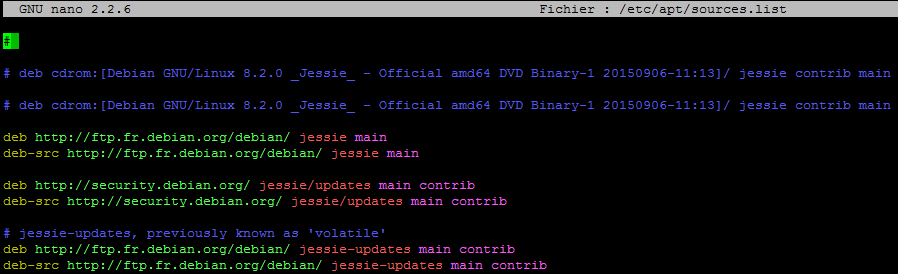 GNU nano 2.2.6 Fichier : /etc/apt/sources.list
#
# deb cdrom:[Debian GNU/Linux 8.2.0 _Jessie_ - Official amd64 DVD Binary-1 20150906-11:13]/ jessie contrib main
# deb cdrom:[Debian GNU/Linux 8.2.0 _Jessie_ - Official amd64 DVD Binary-1 20150906-11:13]/ jessie contrib main
deb http://ftp.fr.debian.org/debian/ jessie main
deb-src http://ftp.fr.debian.org/debian/ jessie main
deb http://security.debian.org/ jessie/updates main contrib
deb-src http://security.debian.org/ jessie/updates main contrib
# jessie-updates, previously known as 'volatile'
deb http://ftp.fr.debian.org/debian/ jessie-updates main contrib
deb-src http://ftp.fr.debian.org/debian/ jessie-updates main contrib